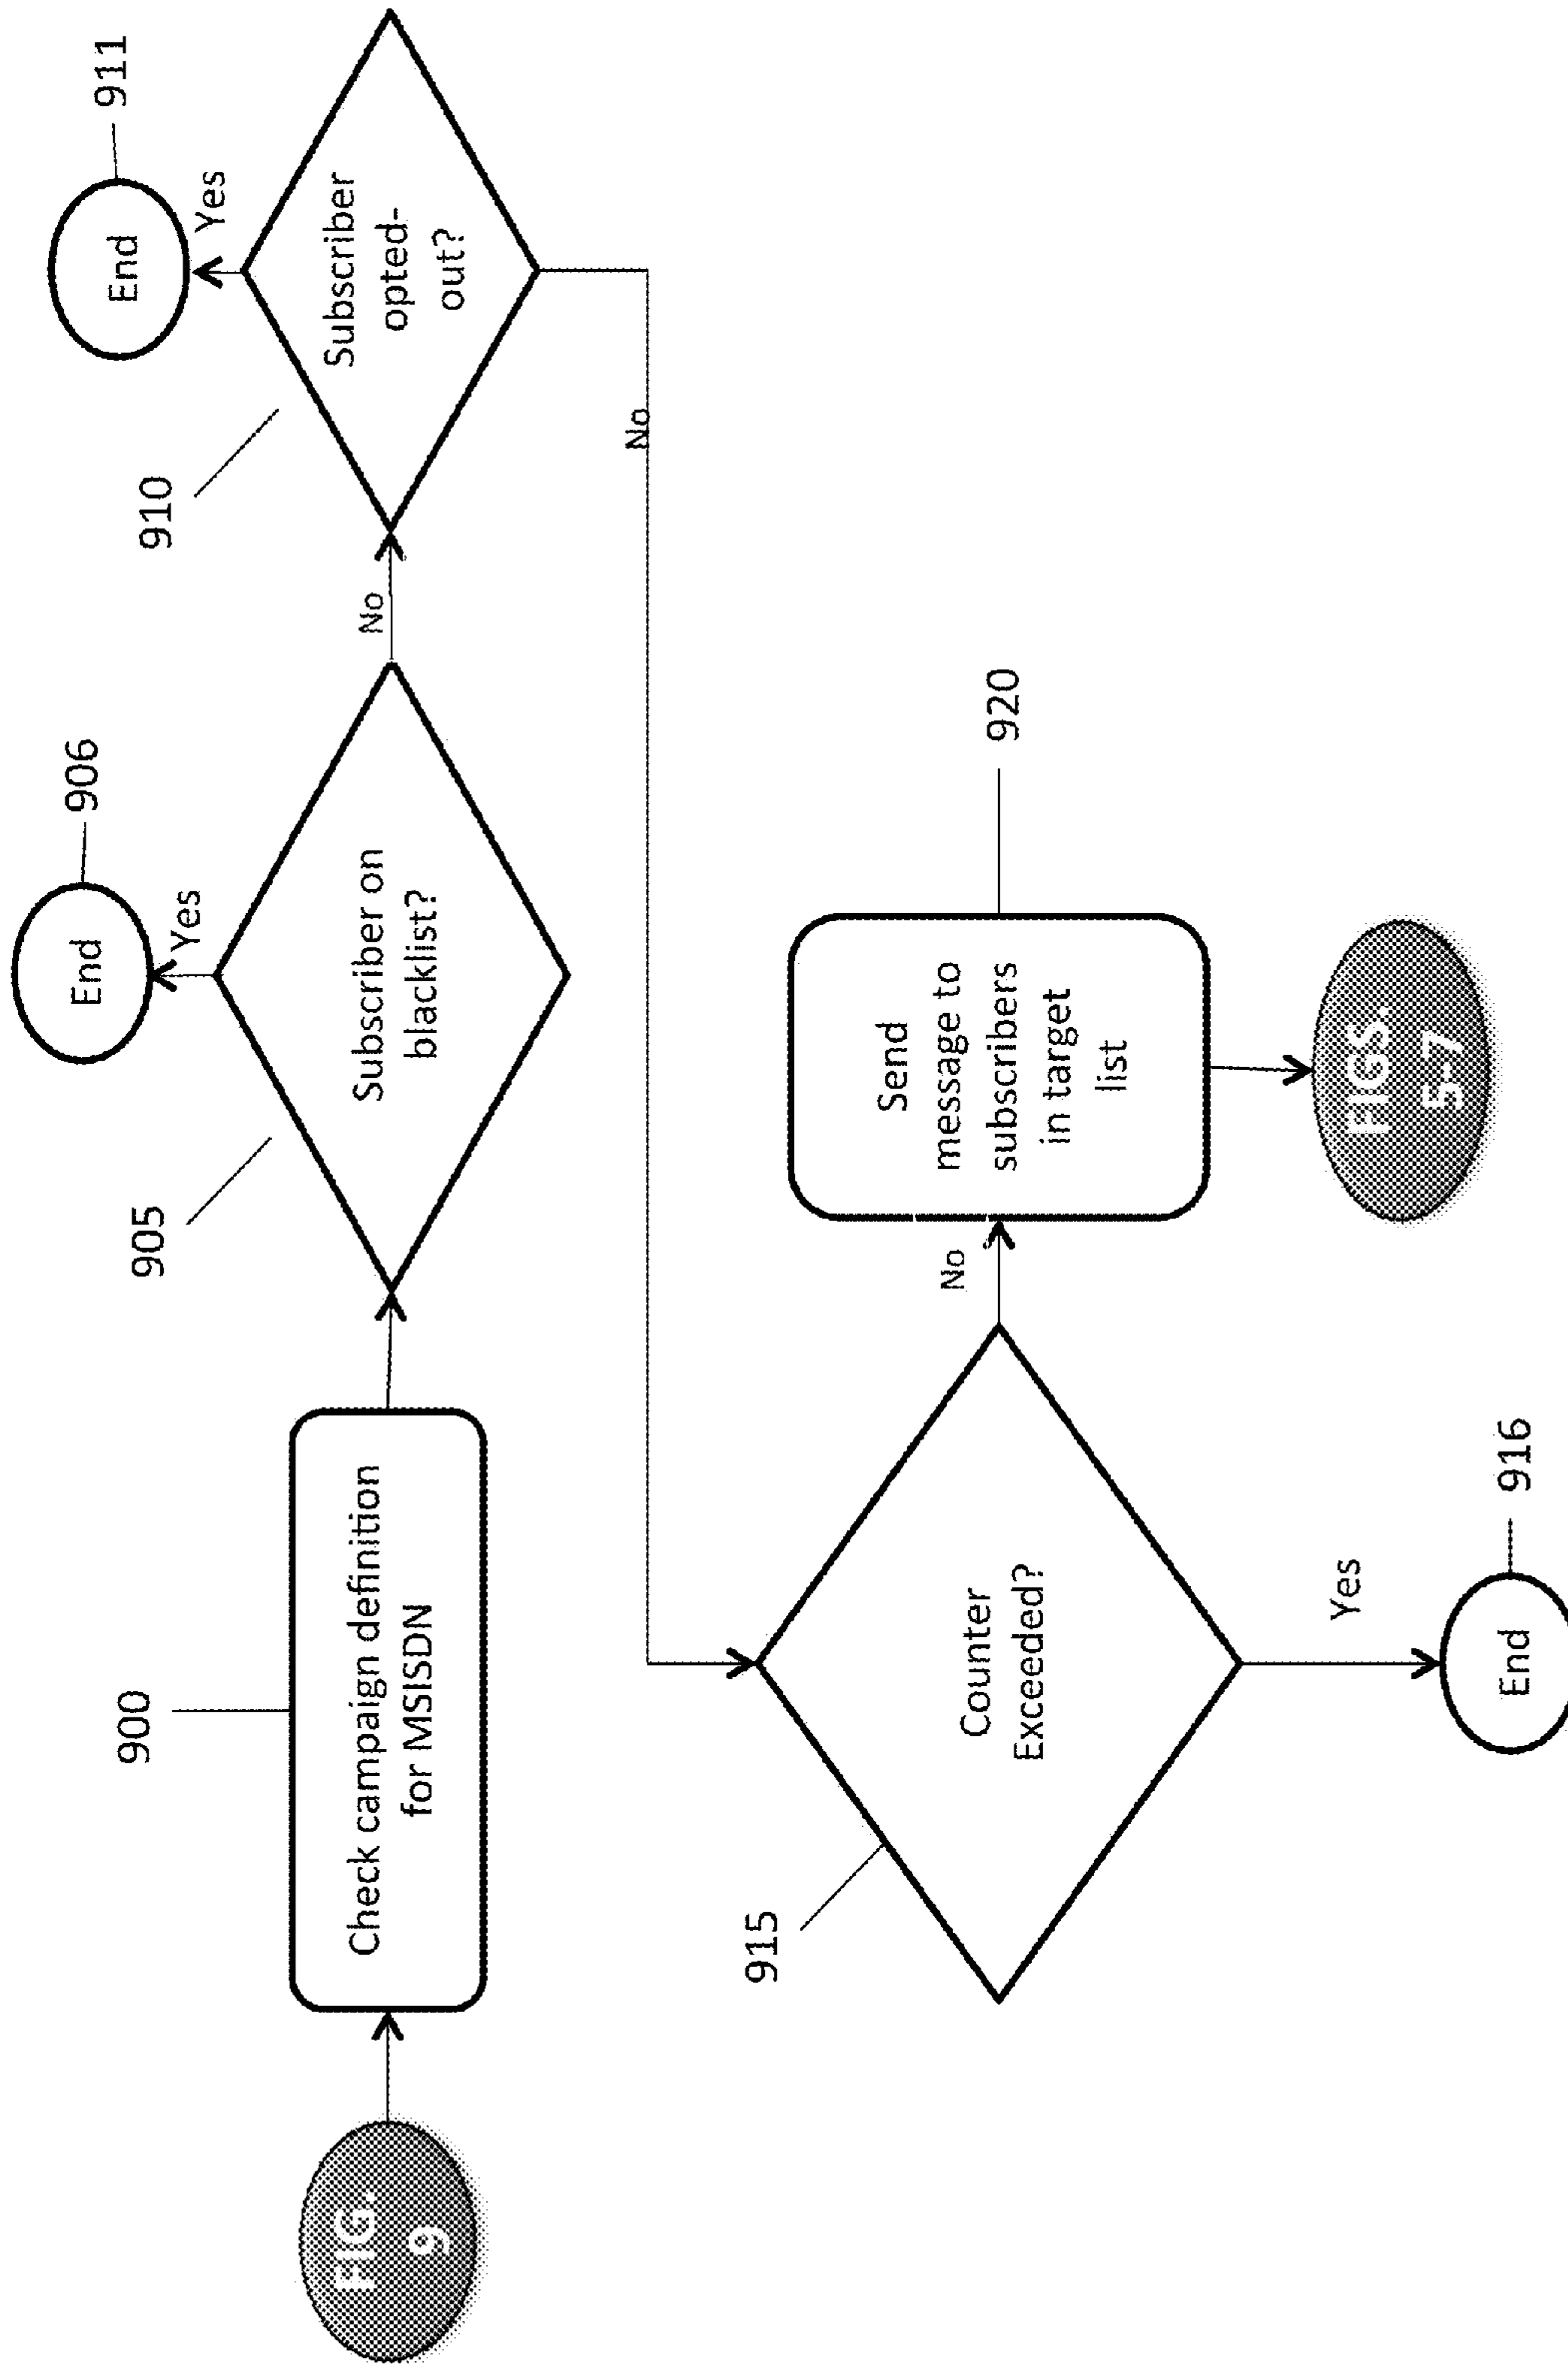 FIG.
9
900
Check campaign definition
for MSISDN
905
Subscriber on
blacklist?
Yes
End
906
No
910
Subscriber
opted-
out?
Yes
End
911
No
915
Counter
Exceeded?
Yes
End
916
No
Send
message to
subscribers
in target
list
920
FIGS.
5-7